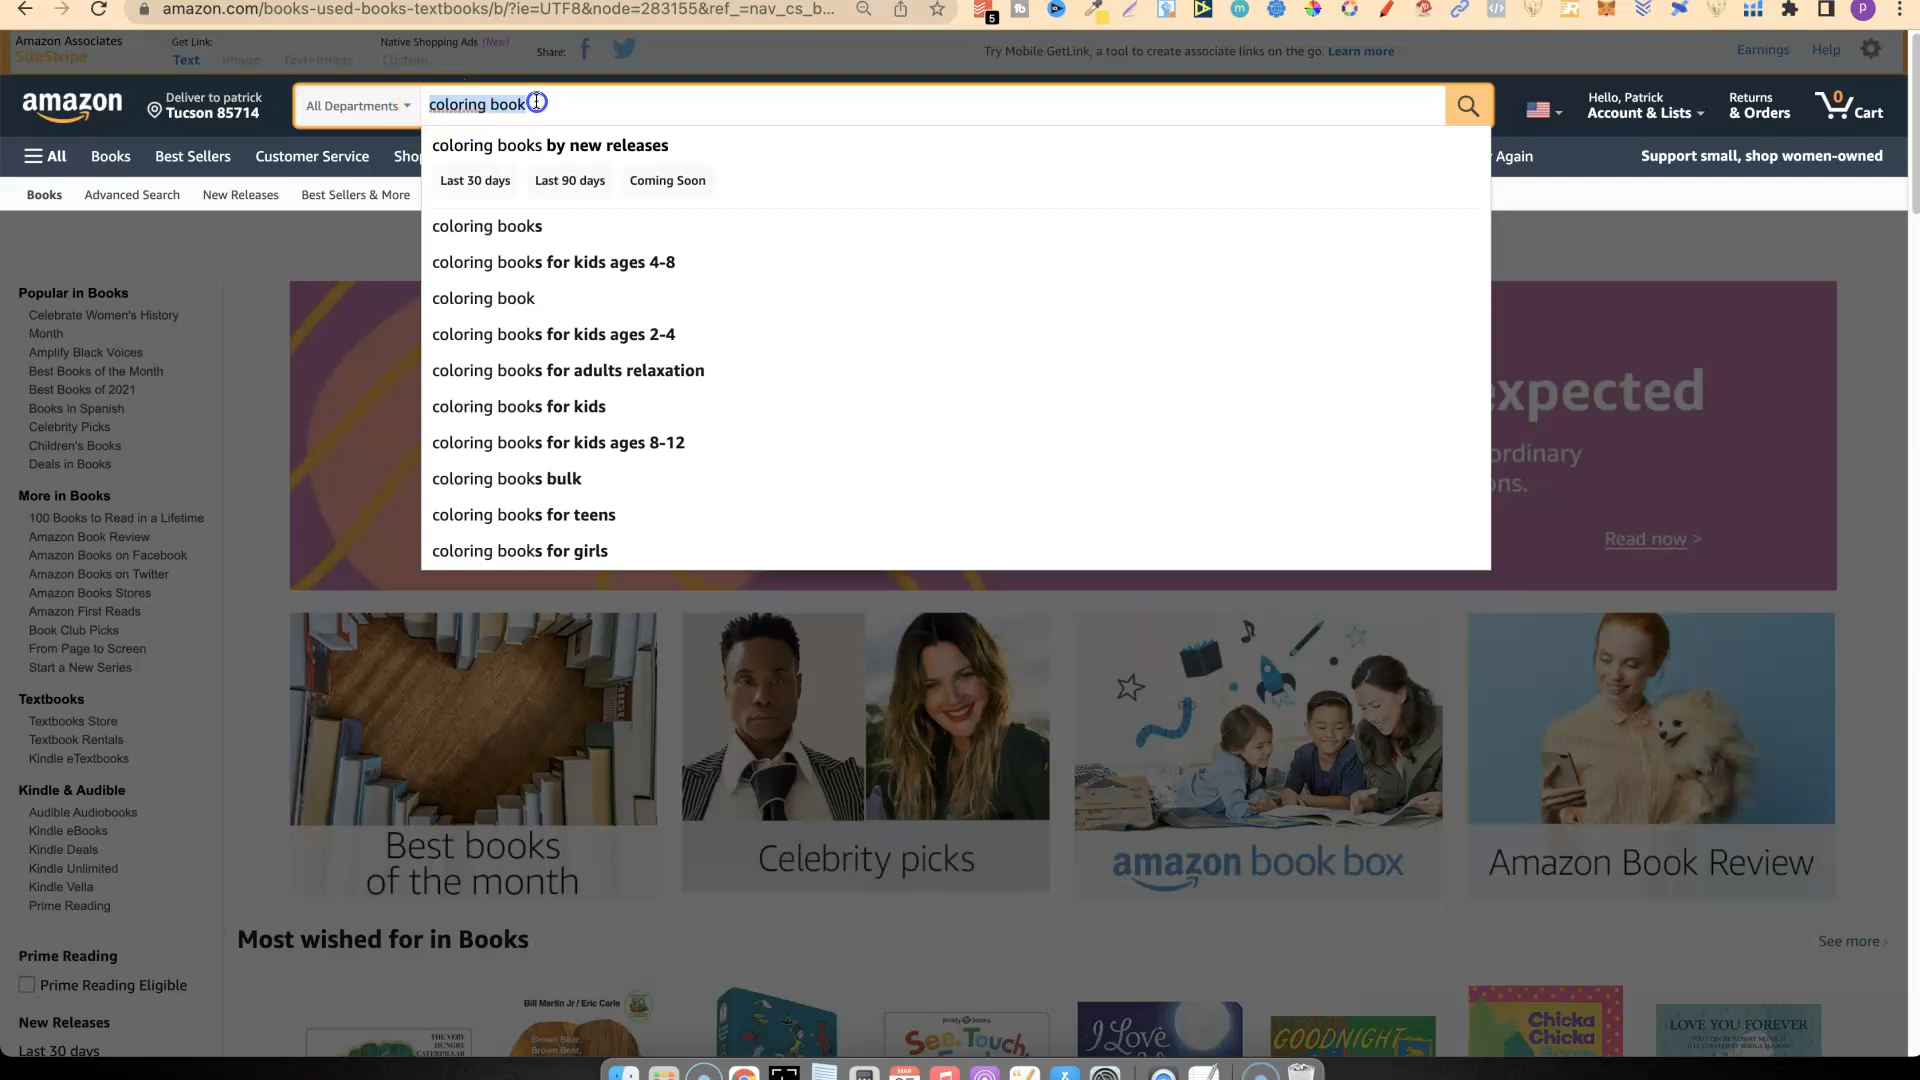 amazon.com/books-used-books-textbooks/b/?ie=UTF8&node=283155&ref_=nav_cs_b...
5
tb
m
P
Amazon Associates
SiteStripe
Get Link:
Text
Image
Text+Image
Native Shopping Ads (New)
Custom
Share:
Try Mobile GetLink, a tool to create associate links on the go. Learn more
Earnings
Help
amazon
Deliver to patrick
Tucson 85714
All Departments
coloring book
Hello, Patrick
Account & Lists
Returns
& Orders
0
Cart
All
Books
Best Sellers
Customer Service
Again
Support small, shop women-owned
Books
Advanced Search
New Releases
Best Sellers & More
coloring books by new releases
Last 30 days
Last 90 days
Coming Soon
coloring books
coloring books for kids ages 4-8
coloring book
coloring books for kids ages 2-4
coloring books for adults relaxation
coloring books for kids
coloring books for kids ages 8-12
coloring books bulk
coloring books for teens
coloring books for girls
Popular in Books
Celebrate Women's History
Month
Amplify Black Voices
Best Books of the Month
Best Books of 2021
Books in Spanish
Celebrity Picks
Children's Books
Deals in Books
More in Books
100 Books to Read in a Lifetime
Amazon Book Review
Amazon Books on Facebook
Amazon Books on Twitter
Amazon Books Stores
Amazon First Reads
Book Club Picks
From Page to Screen
Start a New Series
Textbooks
Textbooks Store
Textbook Rentals
Kindle eTextbooks
Kindle & Audible
Audible Audiobooks
Kindle eBooks
Kindle Deals
Kindle Unlimited
Kindle Vella
Prime Reading
Prime Reading
Prime Reading Eligible
New Releases
Last 30 days
expected
Read now >
Best books
of the month
Celebrity picks
amazon book box
Amazon Book Review
Most wished for in Books
See more ›
THE VERY
HUNGRY
CATERPILLAR
Bill Martin Jr / Eric Carle
Brown Bear,
Brown Bear,
priddy books
See, Touch,
I Love
GOODNIGHT
Chicka
Chicka
LOVE YOU FOREVER
MAR